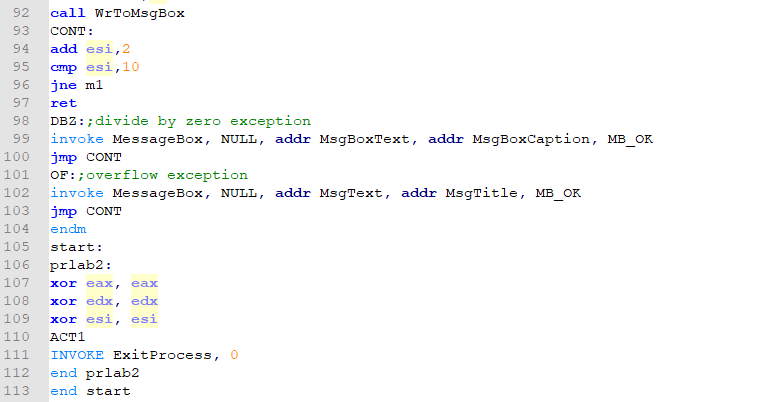 92 call WrToMsgBox
93 CONT:
94 add esi,2
95 cmp esi,10
96 jne m1
97 ret
98 DBZ:;divide by zero exception
99 invoke MessageBox, NULL, addr MsgBoxText, addr MsgBoxCaption, MB_OK
100 jmp CONT
101 OF:;overflow exception
102 invoke MessageBox, NULL, addr MsgText, addr MsgTitle, MB_OK
103 jmp CONT
104 endm
105 start:
106 prlab2:
107 xor eax, eax
108 xor edx, edx
109 xor esi, esi
110 ACT1
111 INVOKE ExitProcess, 0
112 end prlab2
113 end start